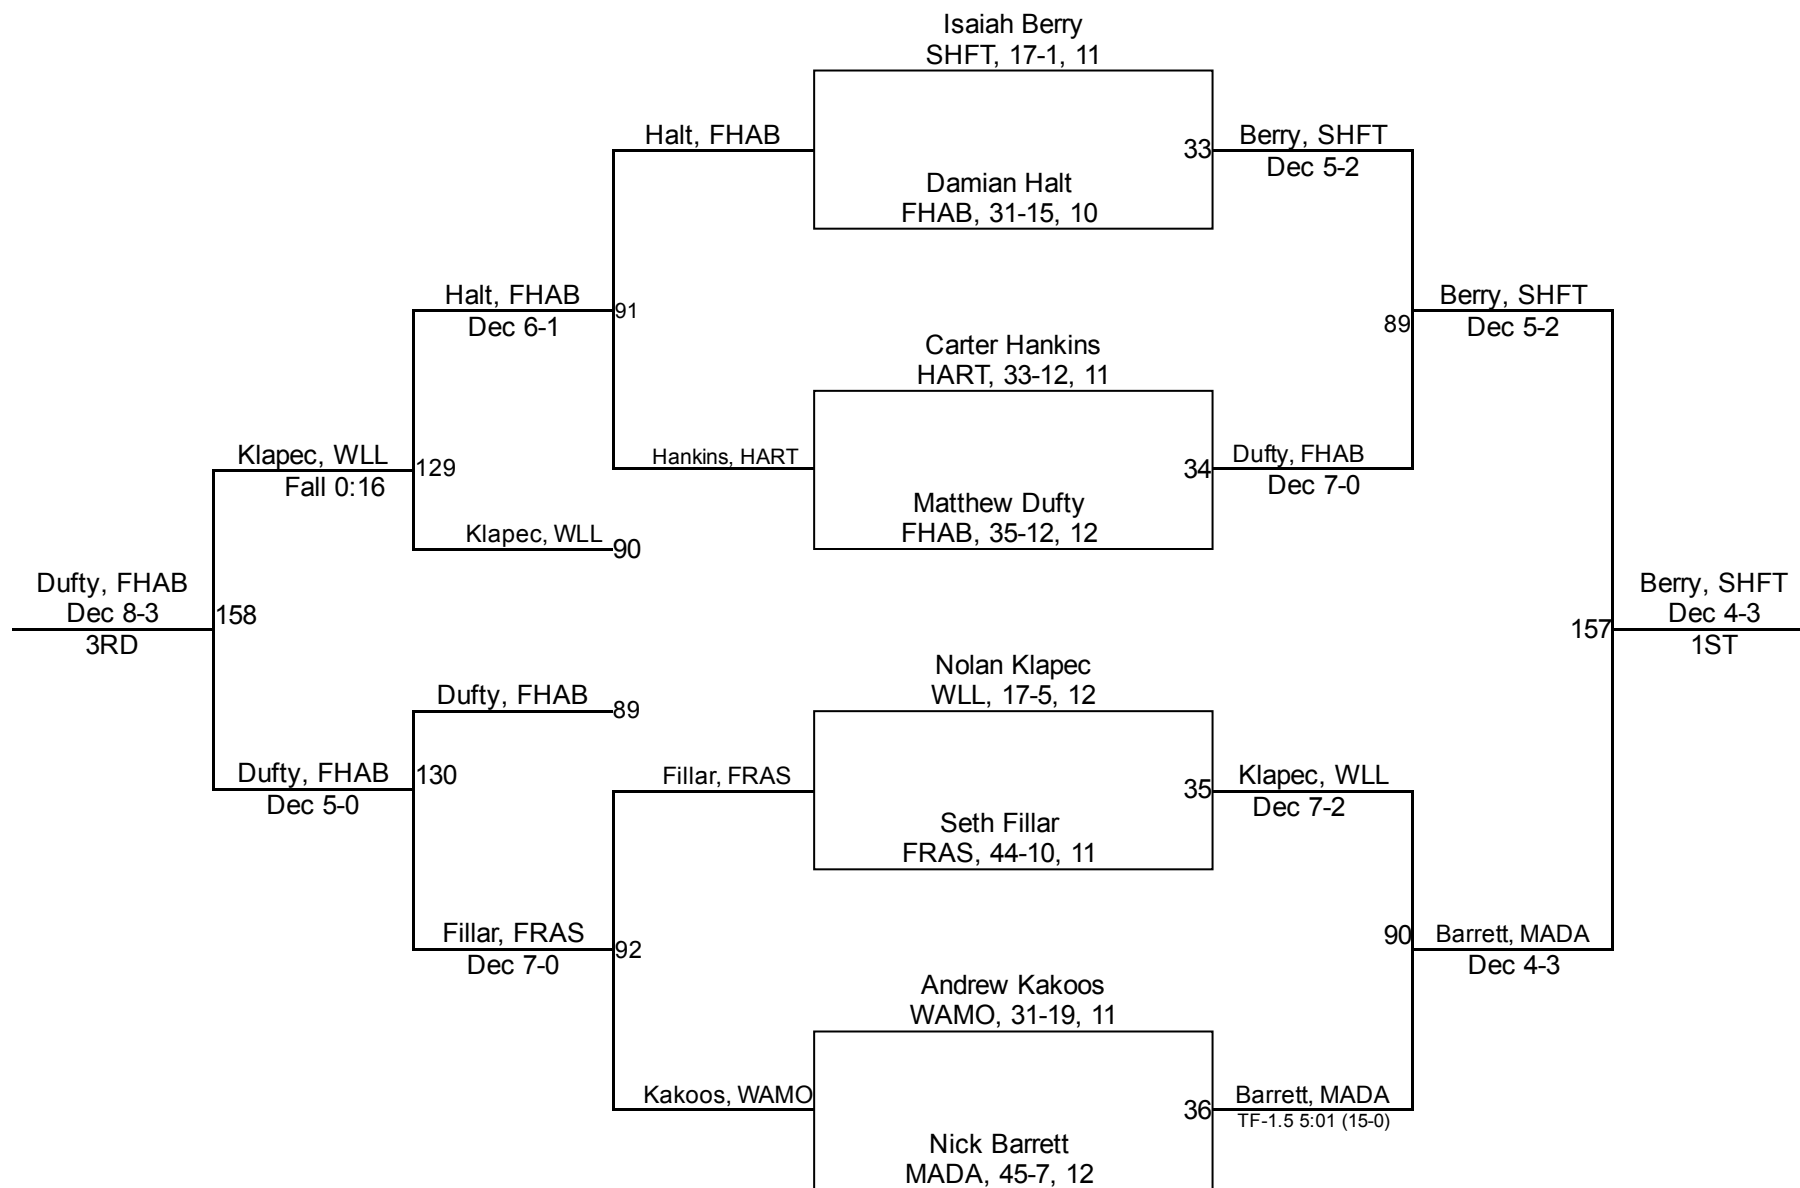 Isaiah Berry
SHFT, 17-1, 11
Halt, FHAB
33
Berry, SHFT
Dec 5-2
Damian Halt
FHAB, 31-15, 10
Halt, FHAB
Dec 6-1
91
Berry, SHFT
Dec 5-2
89
Carter Hankins
HART, 33-12, 11
Klapec, WLL
Fall 0:16
129
Hankins, HART
34
Dufty, FHAB
Dec 7-0
Matthew Dufty
FHAB, 35-12, 12
Klapec, WLL
90
Dufty, FHAB
Dec 8-3
3RD
158
157
Berry, SHFT
Dec 4-3
1ST
Nolan Klapec
WLL, 17-5, 12
Dufty, FHAB
89
Dufty, FHAB
Dec 5-0
130
Fillar, FRAS
35
Klapec, WLL
Dec 7-2
Seth Fillar
FRAS, 44-10, 11
Fillar, FRAS
Dec 7-0
92
90
Barrett, MADA
Dec 4-3
Andrew Kakoos
WAMO, 31-19, 11
Kakoos, WAMO
36
Barrett, MADA
TF-1.5 5:01 (15-0)
Nick Barrett
MADA, 45-7, 12